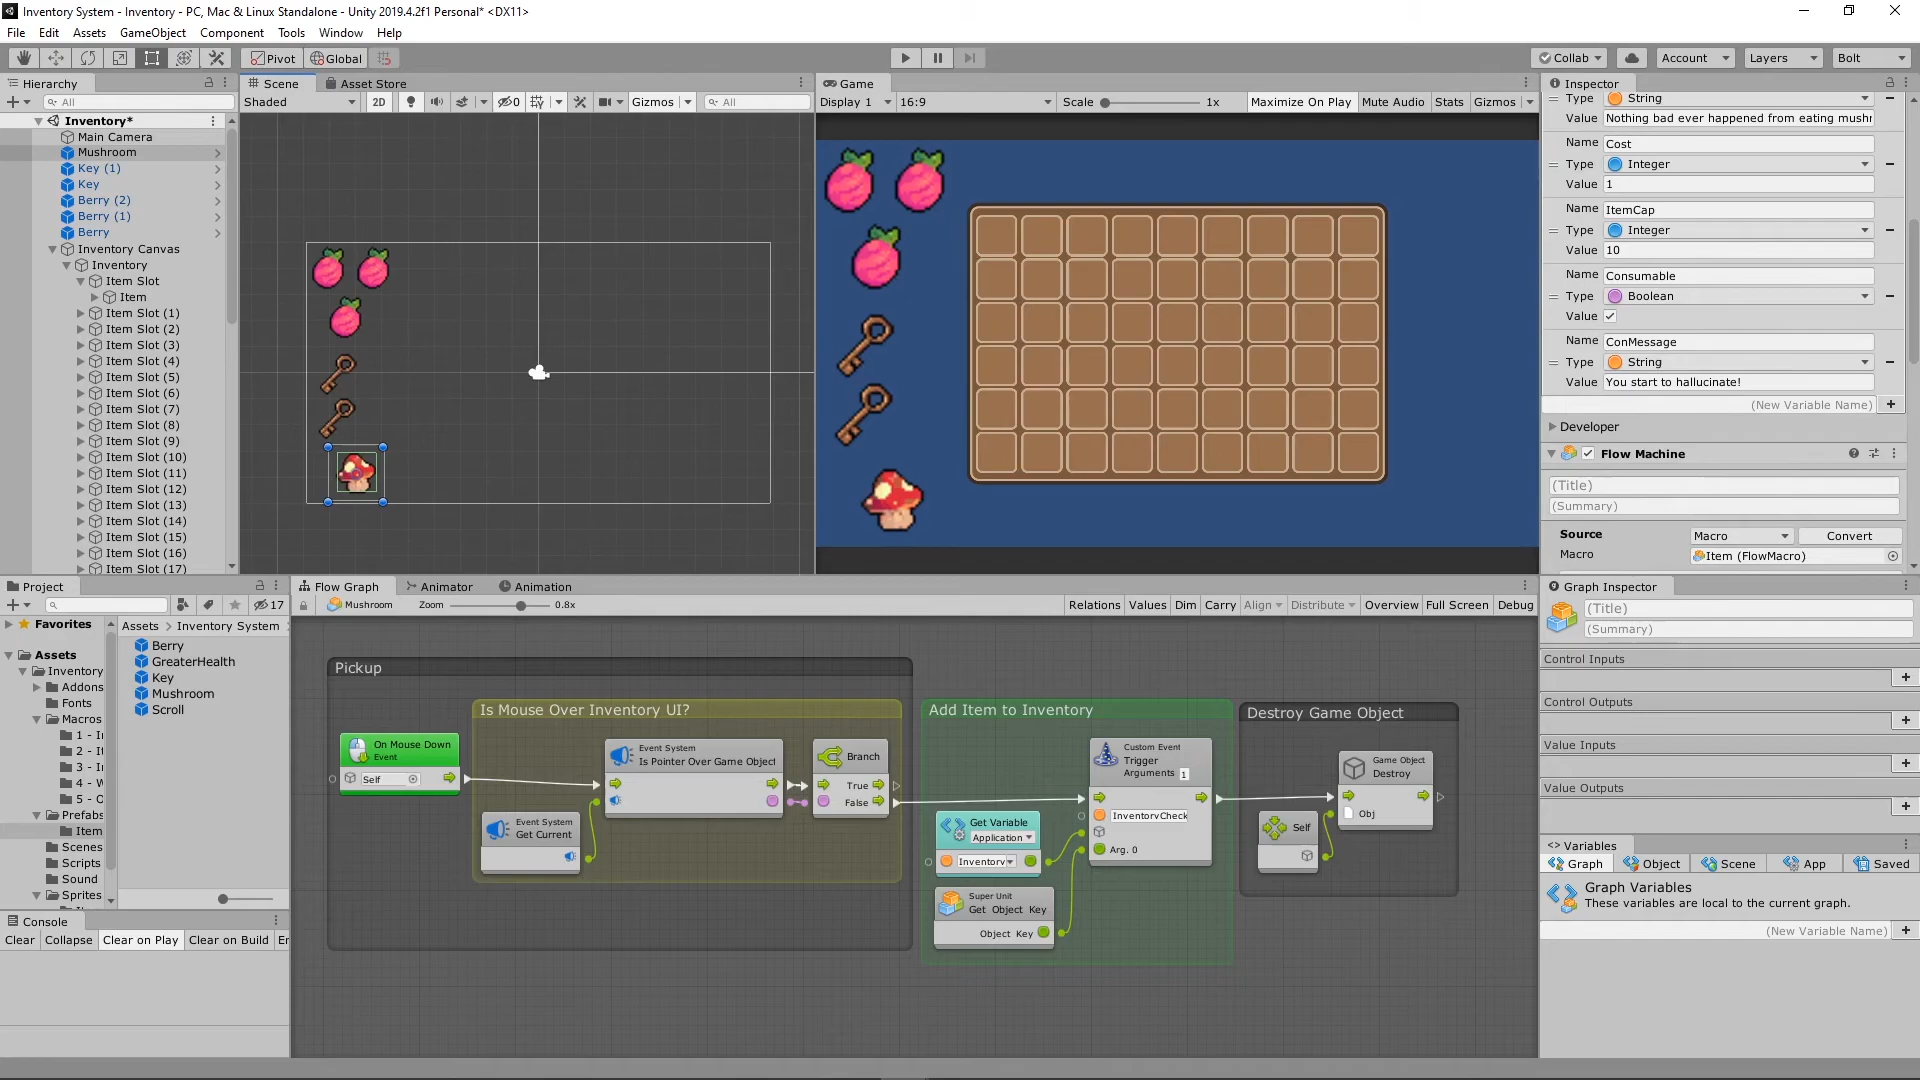 Inventory System - Inventory - PC, Mac & Linux Standalone - Unity 2019.4.2f1 Personal* <DX11>
File Edit Assets GameObject Component Tools Window Help
Pivot Global
Collab Account Layers Bolt
Hierarchy
All
Inventory*
Main Camera
Mushroom
Key (1)
Key
Berry (2)
Berry (1)
Berry
Inventory Canvas
Inventory
Item Slot
Item
Item Slot (1)
Item Slot (2)
Item Slot (3)
Item Slot (4)
Item Slot (5)
Item Slot (6)
Item Slot (7)
Item Slot (8)
Item Slot (9)
Item Slot (10)
Item Slot (11)
Item Slot (12)
Item Slot (13)
Item Slot (14)
Item Slot (15)
Item Slot (16)
Item Slot (17)
Scene Asset Store
Shaded 2D 0 Gizmos All
Game
Display 1 16:9 Scale 1x Maximize On Play Mute Audio Stats Gizmos
Inspector
Type String
Value Nothing bad ever happened from eating mushr
Name Cost
Type Integer
Value 1
Name ItemCap
Type Integer
Value 10
Name Consumable
Type Boolean
Value
Name ConMessage
Type String
Value You start to hallucinate!
(New Variable Name)
Developer
Flow Machine
(Title)
(Summary)
Source Macro Convert
Macro Item (FlowMacro)
Project
17
Favorites
Assets
Inventory
Addons
Fonts
Macros
1 - I
2 - I
3 - I
4 - W
5 - O
Prefabs
Item
Scenes
Scripts
Sound
Sprites
Assets > Inventory System
Berry
GreaterHealth
Key
Mushroom
Scroll
Console
Clear Collapse Clear on Play Clear on Build Er
Flow Graph Animator Animation
Mushroom Zoom 0.8x Relations Values Dim Carry Align Distribute Overview Full Screen Debug
Pickup
Is Mouse Over Inventory UI?
On Mouse Down
Event
Self
Event System
Is Pointer Over Game Object
Event System
Get Current
Branch
True
False
Add Item to Inventory
Custom Event
Trigger
Arguments 1
InventoryCheck
Arg. 0
Get Variable
Application
Inventory
Super Unit
Get Object Key
Object Key
Destroy Game Object
Game Object
Destroy
Obj
Self
Graph Inspector
(Title)
(Summary)
Control Inputs
Control Outputs
Value Inputs
Value Outputs
<> Variables
Graph Object Scene App Saved
Graph Variables
These variables are local to the current graph.
(New Variable Name)